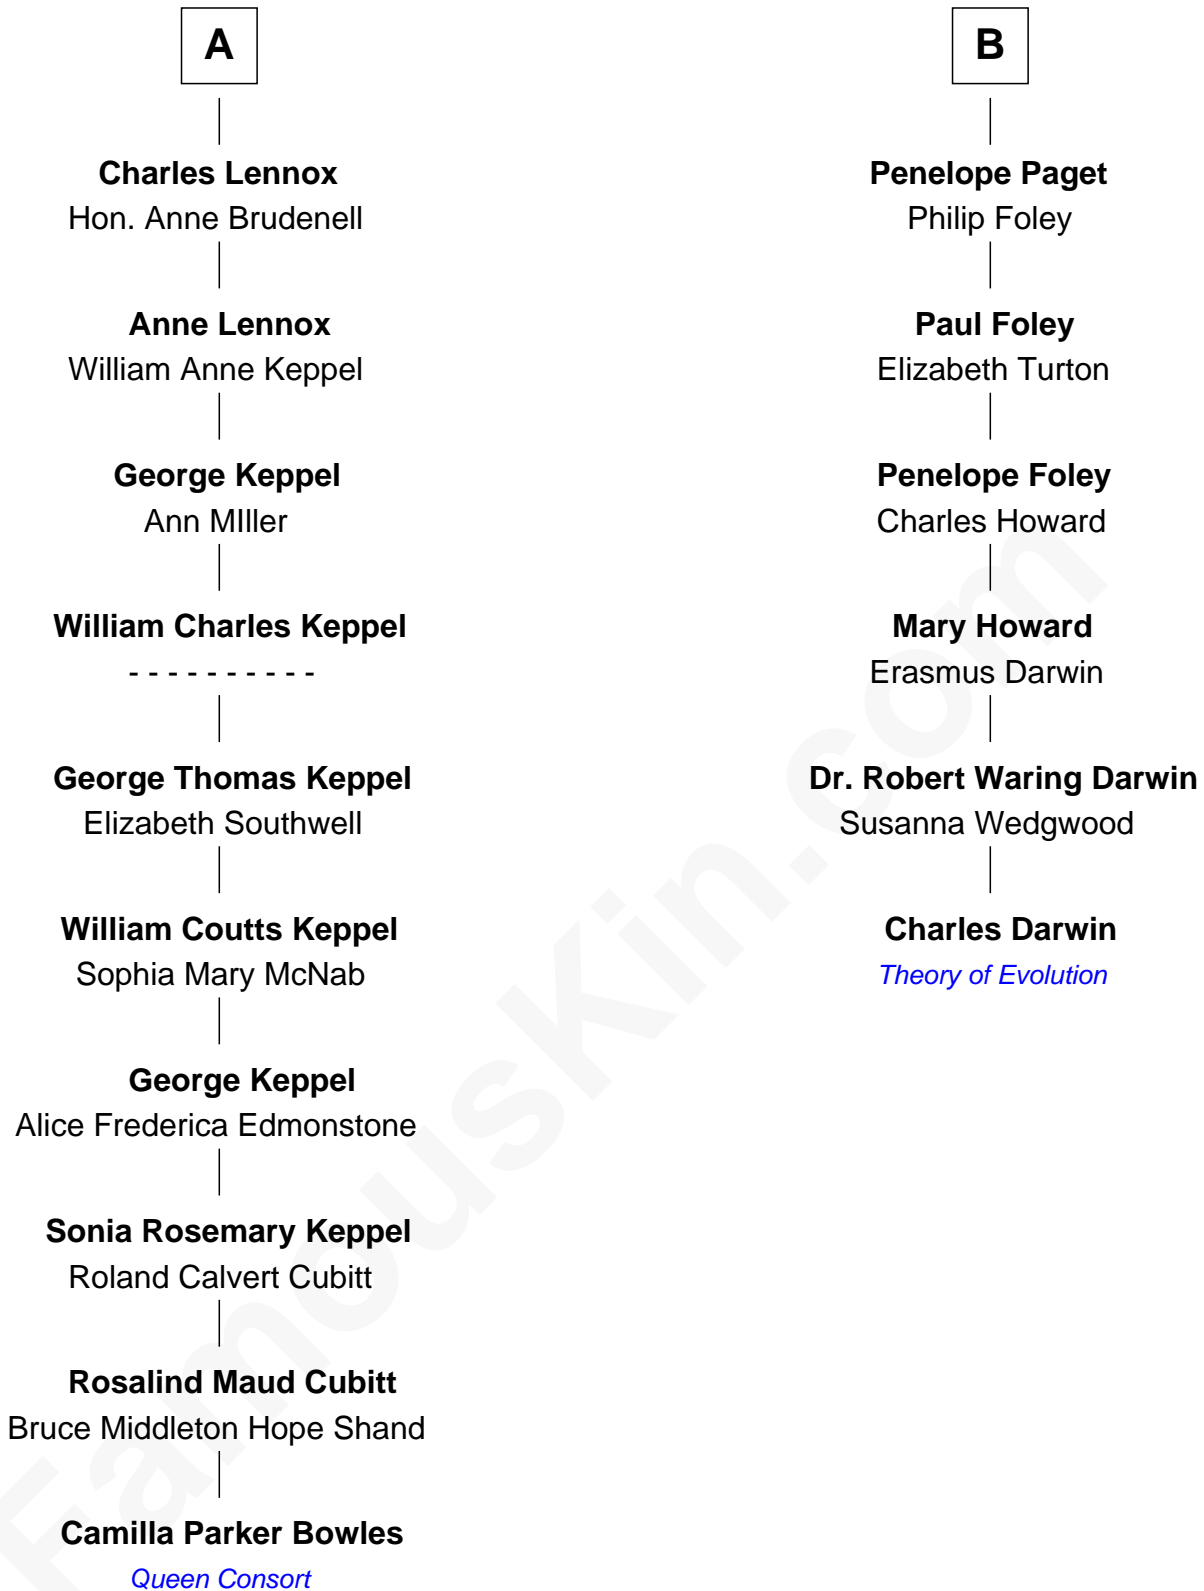 A
Charles Lennox
Hon. Anne Brudenell
Anne Lennox
William Anne Keppel
George Keppel
Ann MIller
William Charles Keppel
- - - - - - - - - -
George Thomas Keppel
Elizabeth Southwell
William Coutts Keppel
Sophia Mary McNab
George Keppel
Alice Frederica Edmonstone
Sonia Rosemary Keppel
Roland Calvert Cubitt
Rosalind Maud Cubitt
Bruce Middleton Hope Shand
Camilla Parker Bowles
Queen Consort
B
Penelope Paget
Philip Foley
Paul Foley
Elizabeth Turton
Penelope Foley
Charles Howard
Mary Howard
Erasmus Darwin
Dr. Robert Waring Darwin
Susanna Wedgwood
Charles Darwin
Theory of Evolution
FamousKin.com